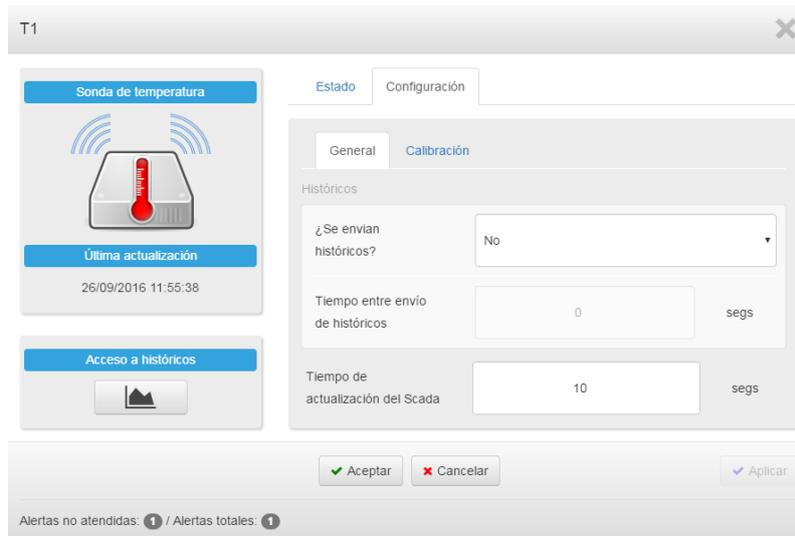 T1
Sonda de temperatura
Última actualización
26/09/2016 11:55:38
Acceso a históricos
Estado
Configuración
General
Calibración
Históricos
¿Se envian
históricos?
No
Tiempo entre envío
de históricos
0
segs
Tiempo de
actualización del Scada
10
segs
Aceptar
Cancelar
Aplicar
Alertas no atendidas: 1 / Alertas totales: 1